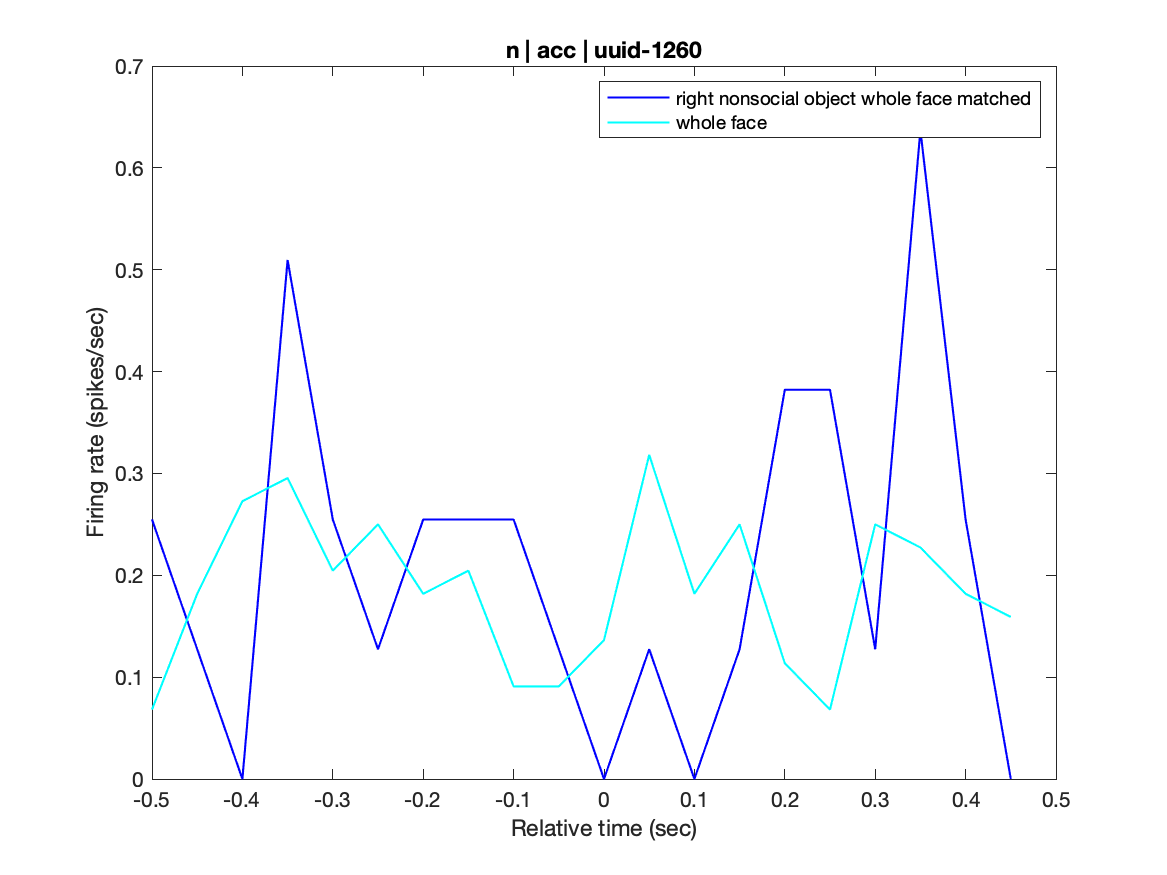 n | acc | uuid-1260
right nonsocial object whole face matched
whole face
Firing rate (spikes/sec)
0.7
0.6
0.5
0.4
0.3
0.2
0.1
0
-0.5 -0.4 -0.3 -0.2 -0.1 0 0.1 0.2 0.3 0.4 0.5
Relative time (sec)